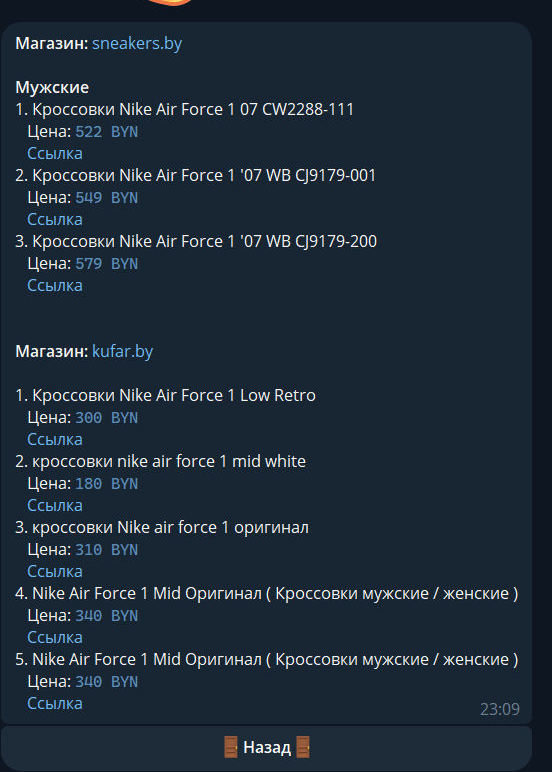 Магазин: sneakers.by
Мужские
1. Кроссовки Nike Air Force 1 07 CW2288-111
Цена: 522 BYN
Ссылка
2. Кроссовки Nike Air Force 1 '07 WB CJ9179-001
Цена: 549 BYN
Ссылка
3. Кроссовки Nike Air Force 1 '07 WB CJ9179-200
Цена: 579 BYN
Ссылка
Магазин: kufar.by
1. Кроссовки Nike Air Force 1 Low Retro
Цена: 300 BYN
Ссылка
2. кроссовки nike air force 1 mid white
Цена: 180 BYN
Ссылка
3. кроссовки Nike air force 1 оригинал
Цена: 310 BYN
Ссылка
4. Nike Air Force 1 Mid Оригинал ( Кроссовки мужские / женские )
Цена: 340 BYN
Ссылка
5. Nike Air Force 1 Mid Оригинал ( Кроссовки мужские / женские )
Цена: 340 BYN
Ссылка
23:09
Назад